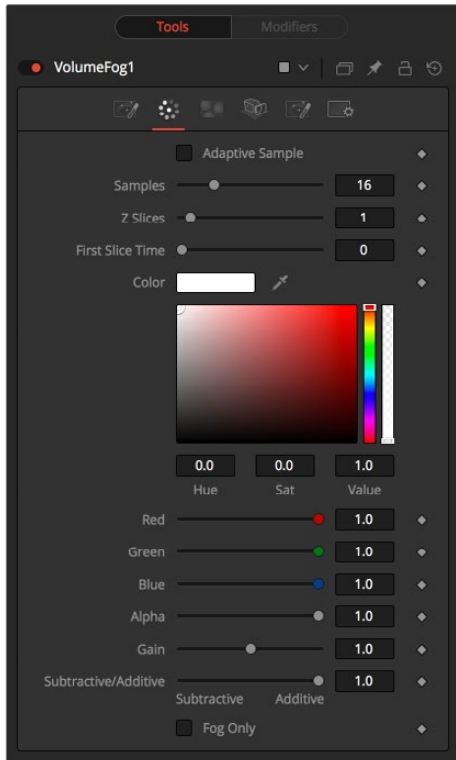 Tools Modifiers
VolumeFog1
Adaptive Sample
Samples 16
Z Slices 1
First Slice Time 0
Color
0.0 0.0 1.0
Hue Sat Value
Red 1.0
Green 1.0
Blue 1.0
Alpha 1.0
Gain 1.0
Subtractive/Additive 1.0
Subtractive Additive
Fog Only